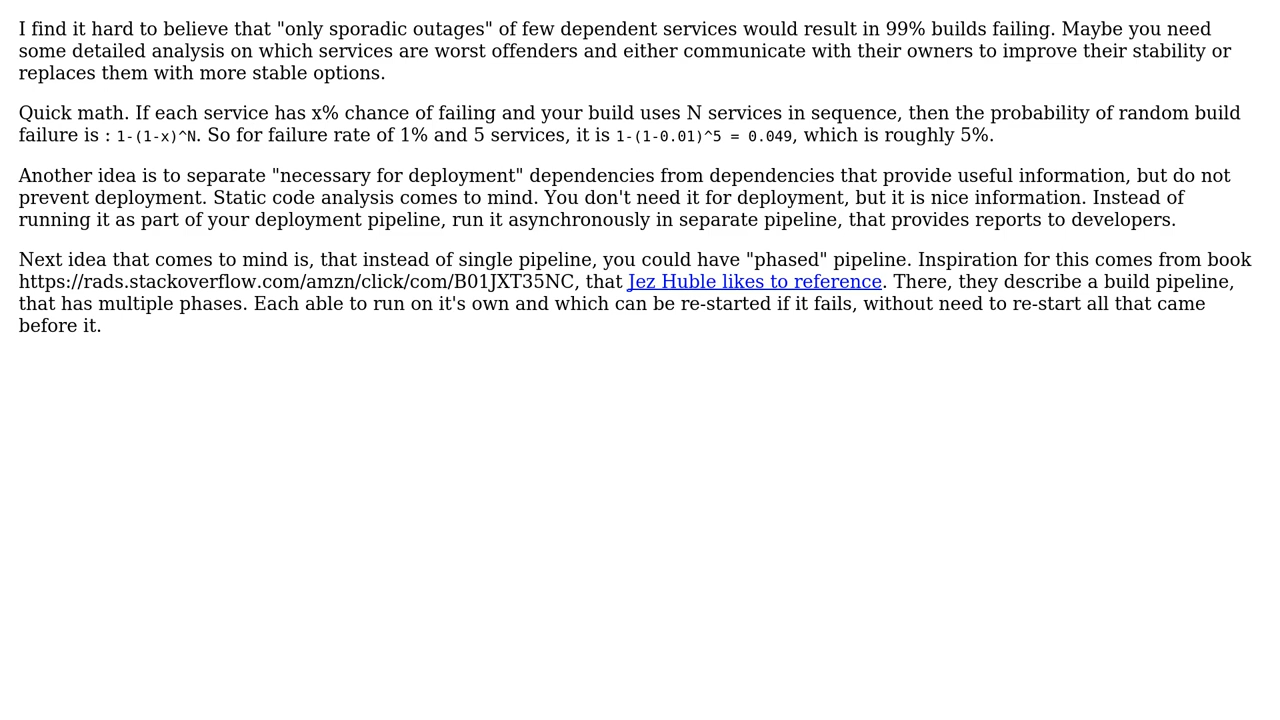 I find it hard to believe that "only sporadic outages" of few dependent services would result in 99% builds failing. Maybe you need
some detailed analysis on which services are worst offenders and either communicate with their owners to improve their stability or
replaces them with more stable options.
Quick math. If each service has x% chance of failing and your build uses N services in sequence, then the probability of random build
failure is : 1-(1-x)^N. So for failure rate of 1% and 5 services, it is 1-(1-0.01)^5 = 0.049, which is roughly 5%.
Another idea is to separate "necessary for deployment" dependencies from dependencies that provide useful information, but do not
prevent deployment. Static code analysis comes to mind. You don't need it for deployment, but it is nice information. Instead of
running it as part of your deployment pipeline, run it asynchronously in separate pipeline, that provides reports to developers.
Next idea that comes to mind is, that instead of single pipeline, you could have "phased" pipeline. Inspiration for this comes from book
https://rads.stackoverflow.com/amzn/click/com/B01JXT35NC, that Jez Huble likes to reference. There, they describe a build pipeline,
that has multiple phases. Each able to run on it's own and which can be re-started if it fails, without need to re-start all that came
before it.